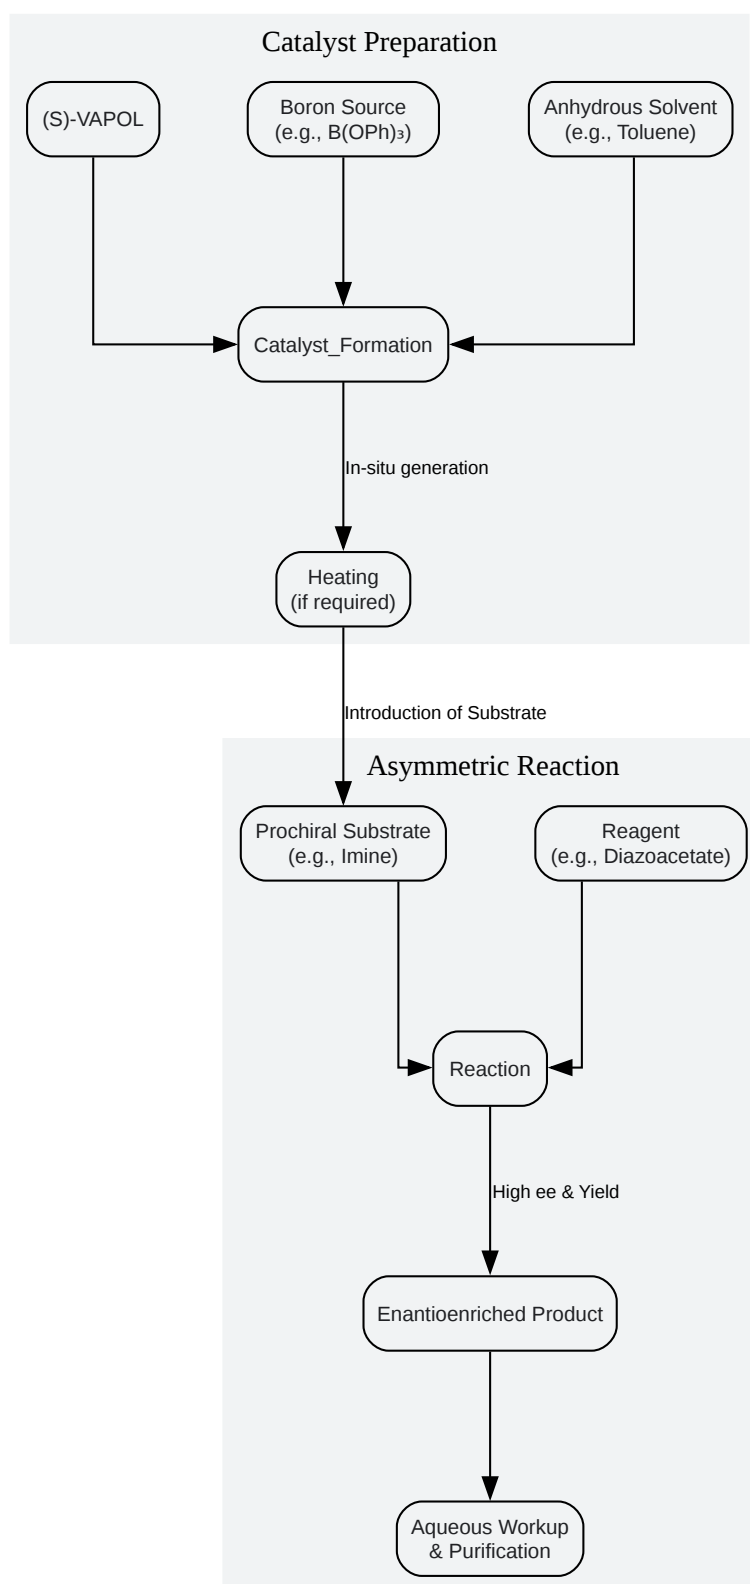 Catalyst Preparation
(S)-VAPOL
Boron Source
(e.g., B(OPh)₃)
Anhydrous Solvent
(e.g., Toluene)
Catalyst_Formation
In-situ generation
Heating
(if required)
Introduction of Substrate
Asymmetric Reaction
Prochiral Substrate
(e.g., Imine)
Reagent
(e.g., Diazoacetate)
Reaction
High ee & Yield
Enantioenriched Product
Aqueous Workup
& Purification